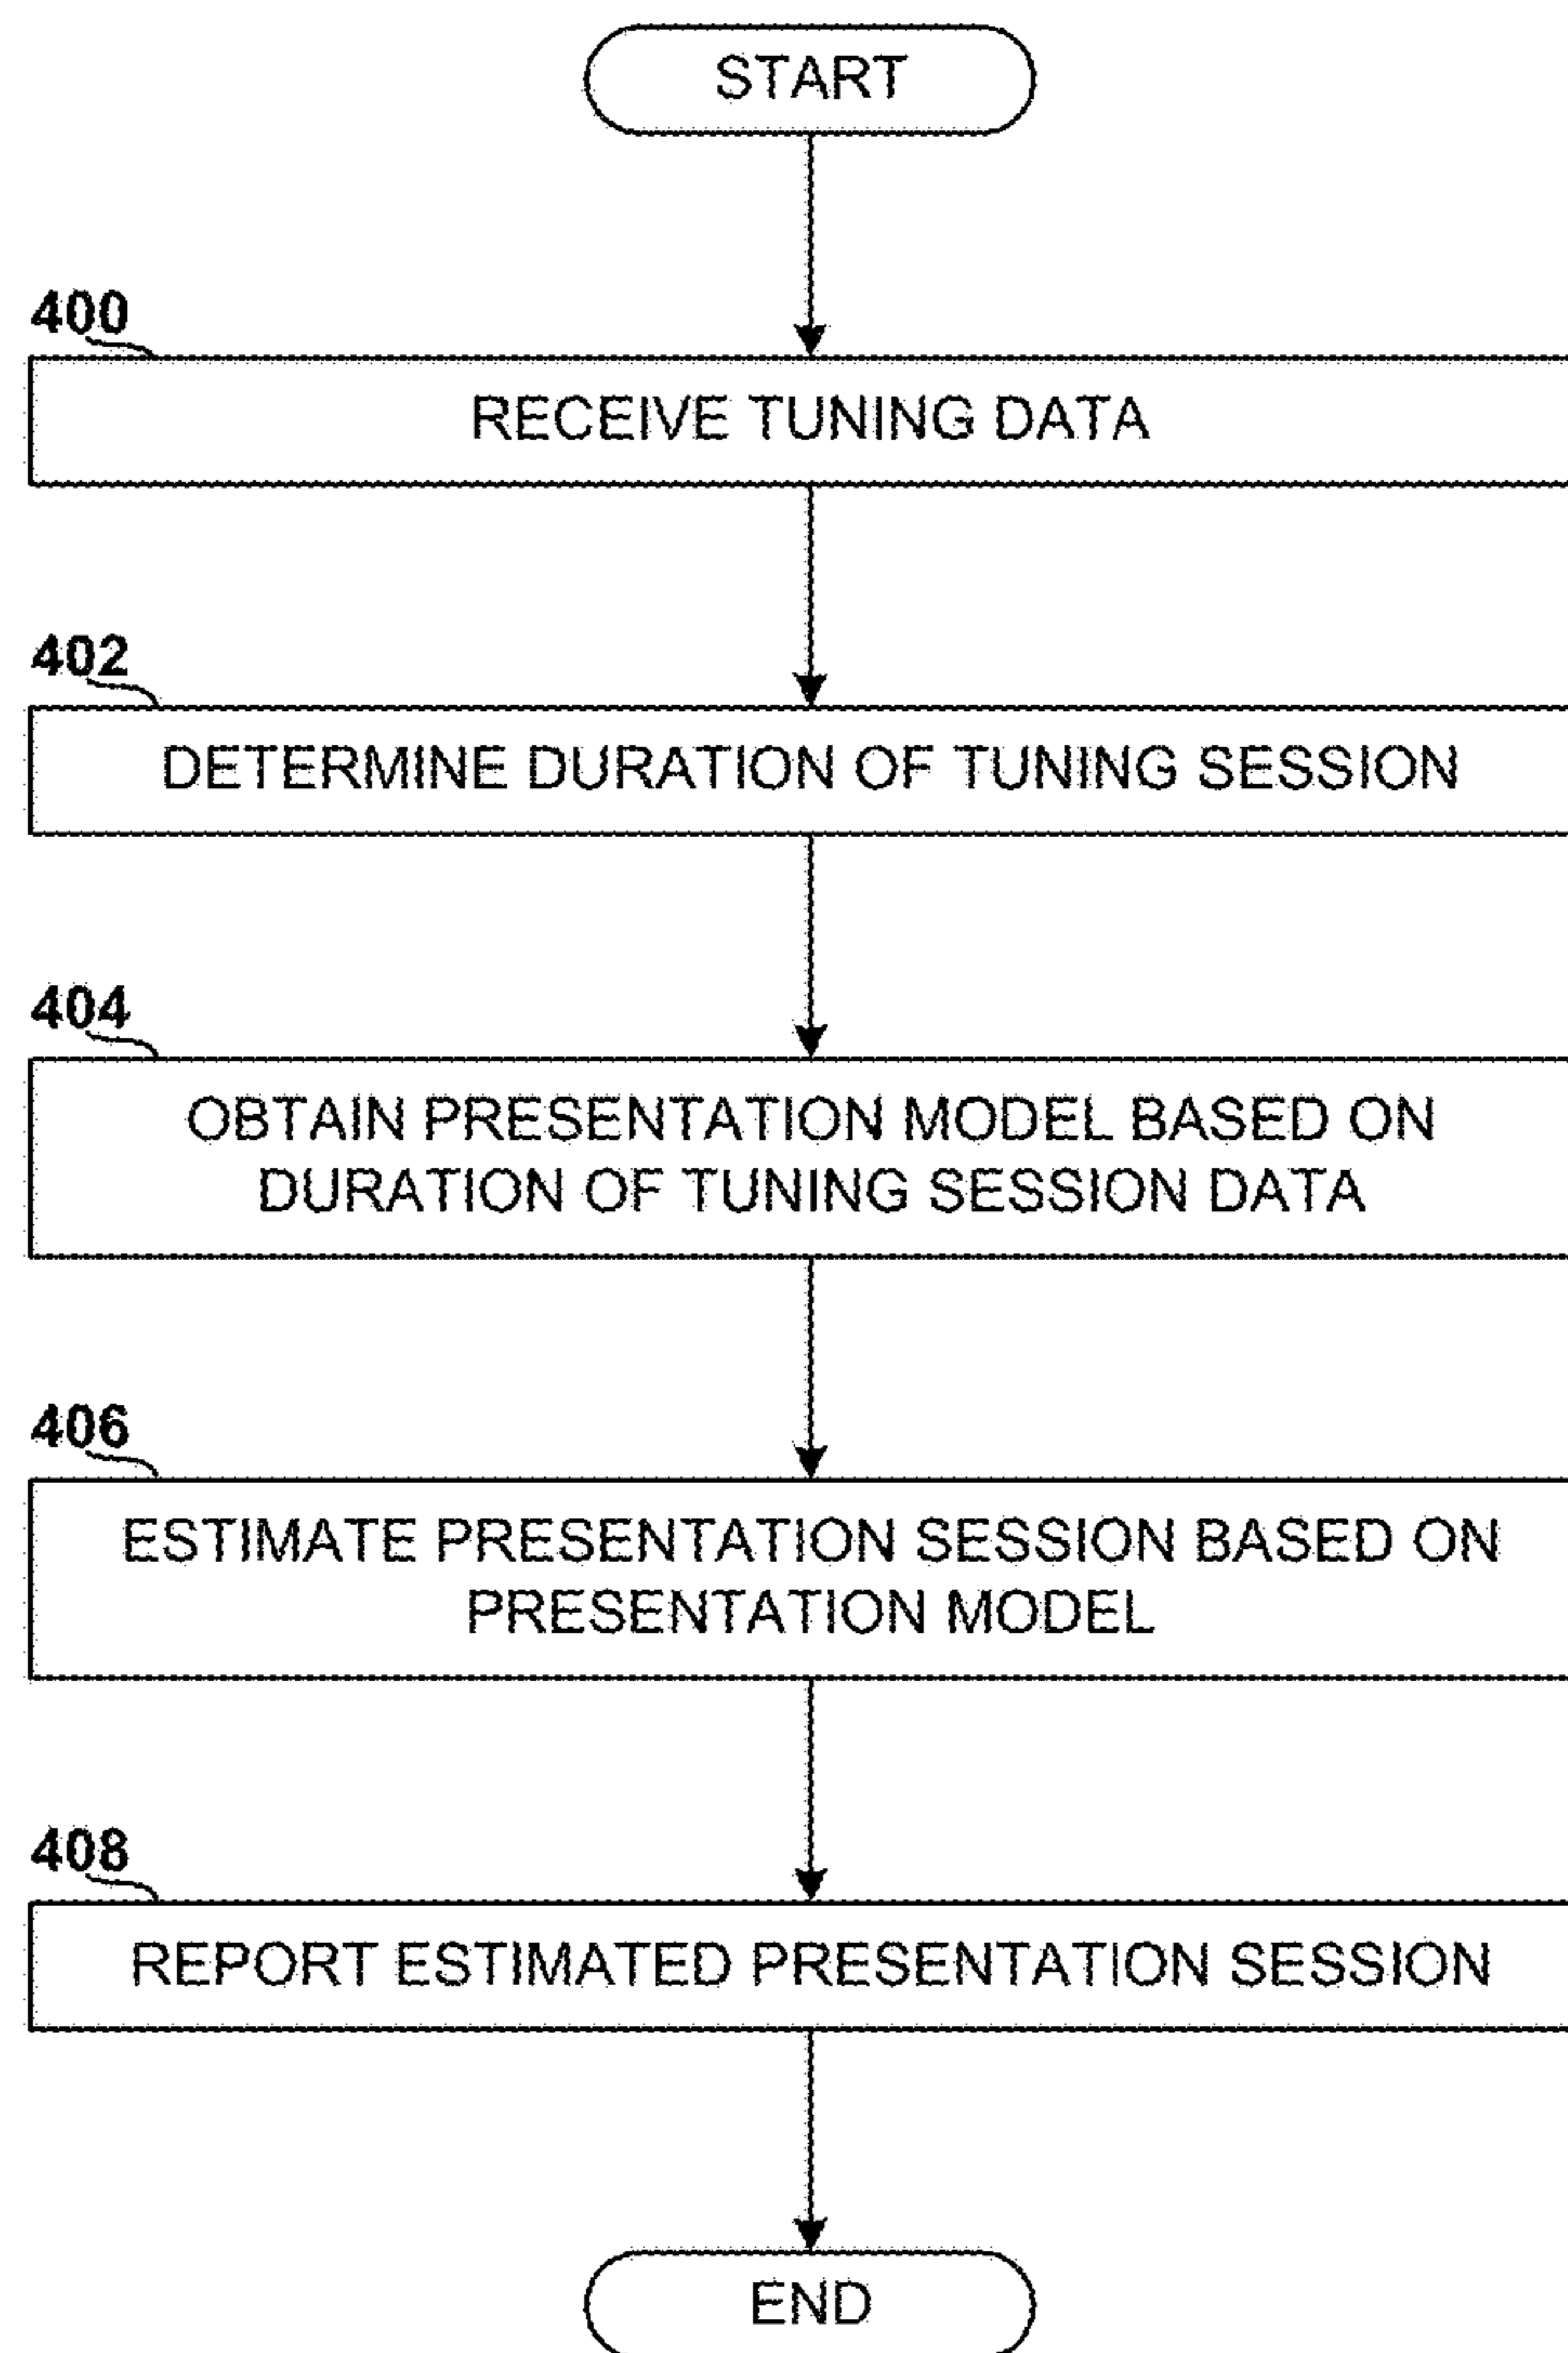 START
400
RECEIVE TUNING DATA
402
DETERMINE DURATION OF TUNING SESSION
404
OBTAIN PRESENTATION MODEL BASED ON
DURATION OF TUNING SESSION DATA
406
ESTIMATE PRESENTATION SESSION BASED ON
PRESENTATION MODEL
408
REPORT ESTIMATED PRESENTATION SESSION
END